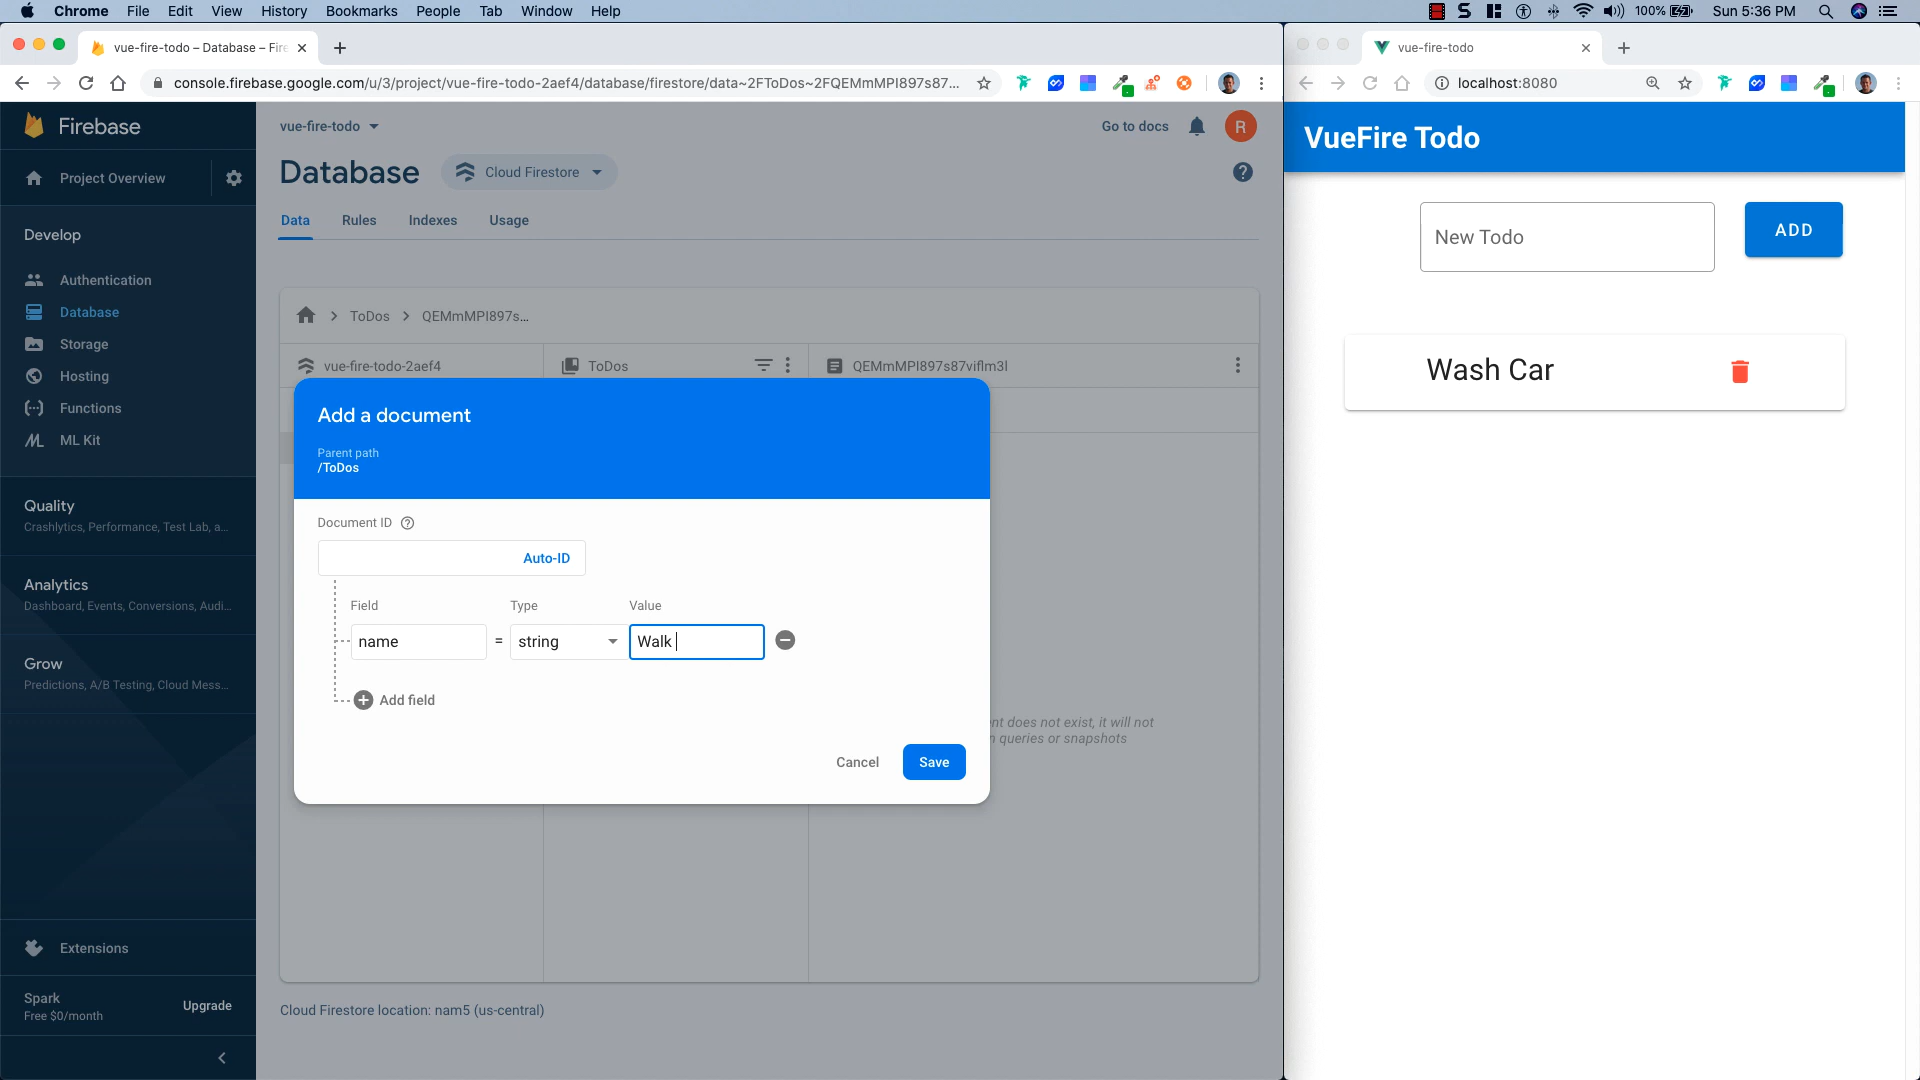 Chrome File Edit View History Bookmarks People Tab Window Help
100% Sun 5:36 PM
vue-fire-todo – Database – Fire
console.firebase.google.com/u/3/project/vue-fire-todo-2aef4/database/firestore/data~2FToDos~2FQEMmMPI897s87...
Firebase
Project Overview
Develop
Authentication
Database
Storage
Hosting
Functions
ML Kit
Quality
Crashlytics, Performance, Test Lab, a...
Analytics
Dashboard, Events, Conversions, Audi...
Grow
Predictions, A/B Testing, Cloud Mess...
Extensions
Spark
Free $0/month
Upgrade
vue-fire-todo
Go to docs
R
Database
Cloud Firestore
Data Rules Indexes Usage
ToDos
QEMmMPI897s...
vue-fire-todo-2aef4
ToDos
QEMmMPI897s87viflm3l
Add a document
Parent path
/ToDos
Document ID
Auto-ID
Field Type Value
name = string Walk
Add field
Cancel Save
nt does not exist, it will not
n queries or snapshots
Cloud Firestore location: nam5 (us-central)
vue-fire-todo
localhost:8080
VueFire Todo
New Todo
ADD
Wash Car